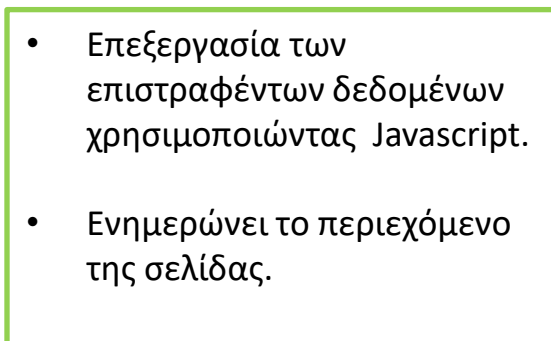 • Επεξεργασία των
επιστραφέντων δεδομένων
χρησιμοποιώντας Javascript.
• Ενημερώνει το περιεχόμενο
της σελίδας.